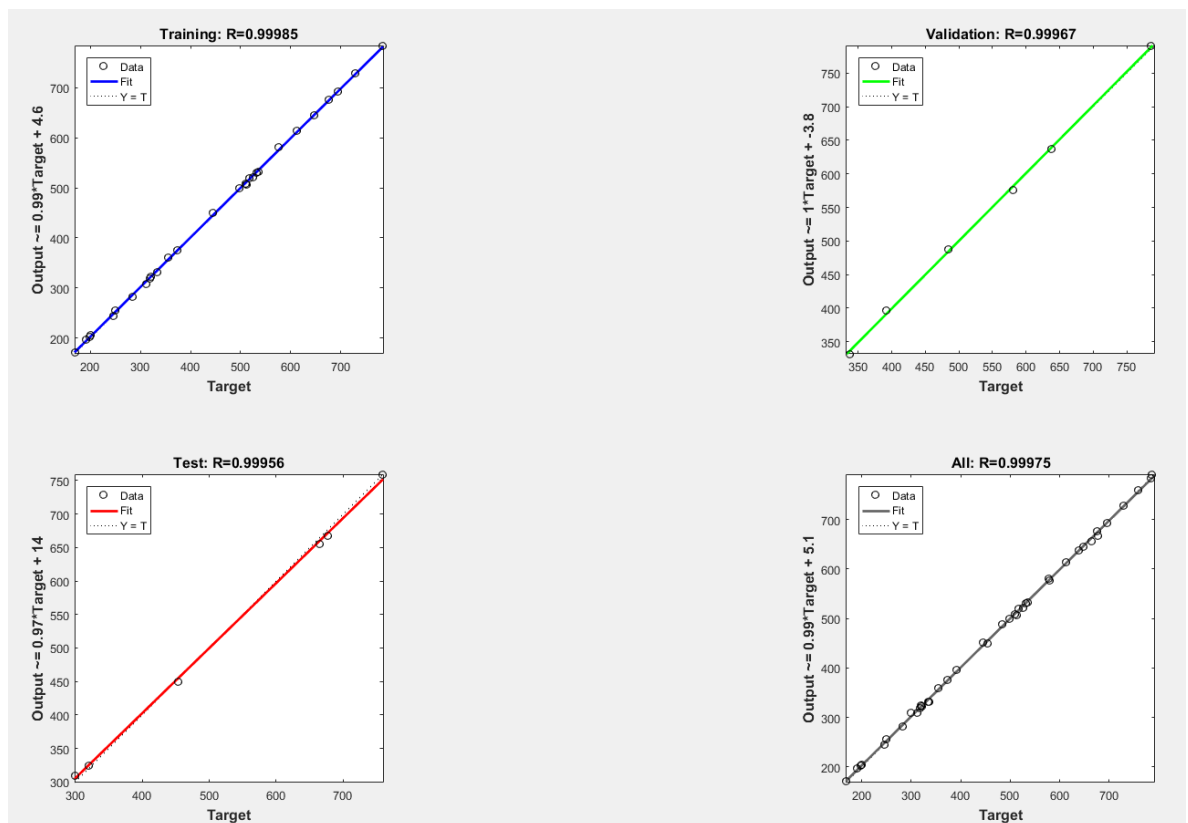 Training: R=0.99985
Data
Fit
Y = T
Output ~= 0.99*Target + 4.6
700
600
500
400
300
200
200 300 400 500 600 700
Target
Validation: R=0.99967
Data
Fit
Y = T
Output ~= 1*Target + -3.8
750
700
650
600
550
500
450
400
350
350 400 450 500 550 600 650 700 750
Target
Test: R=0.99956
Data
Fit
Y = T
Output ~= 0.97*Target + 14
750
700
650
600
550
500
450
400
350
300
300 400 500 600 700
Target
All: R=0.99975
Data
Fit
Y = T
Output ~= 0.99*Target + 5.1
700
600
500
400
300
200
200 300 400 500 600 700
Target